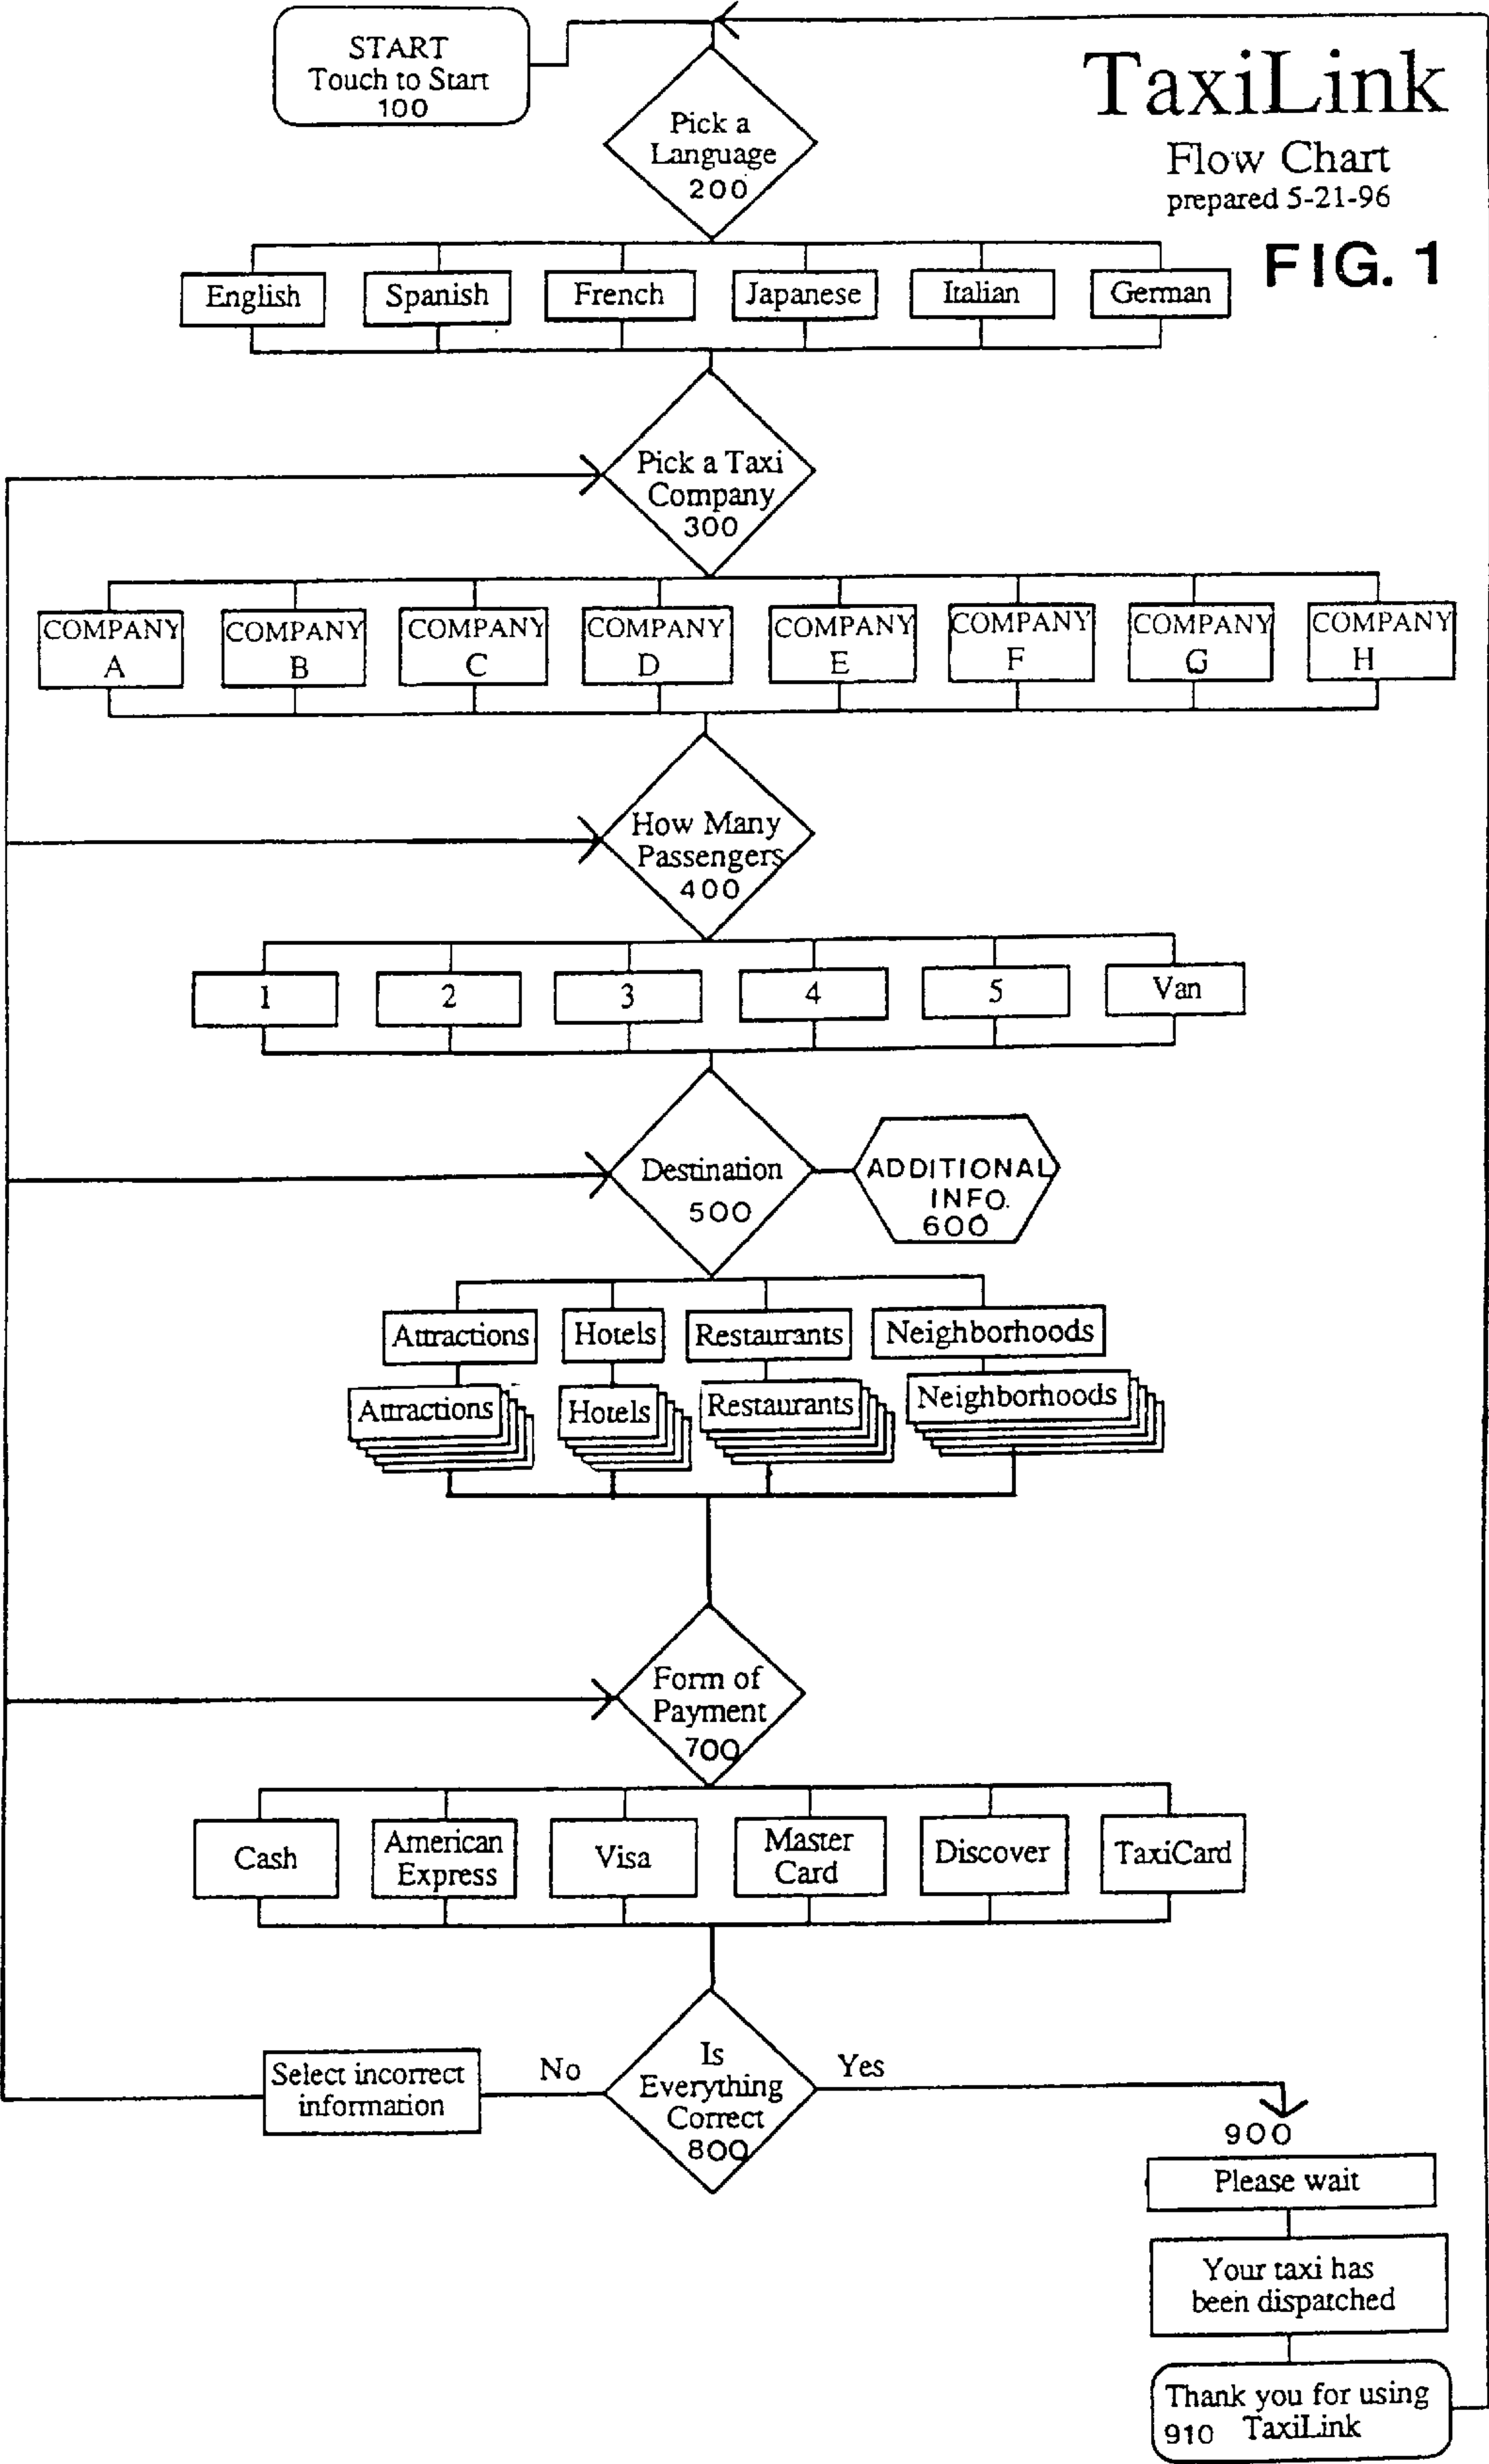 START
Touch to Start
100
TaxiLink
Flow Chart
prepared 5-21-96
FIG. 1
Pick a
Language
200
English Spanish French Japanese Italian German
Pick a Taxi
Company
300
COMPANY COMPANY COMPANY COMPANY COMPANY COMPANY COMPANY COMPANY
A B C D E F G H
How Many
Passengers
400
1 2 3 4 5 Van
Destination
500
ADDITIONAL
INFO.
600
Attractions Hotels Restaurants Neighborhoods
Attractions Hotels Restaurants Neighborhoods
Form of
Payment
700
Cash
American
Express
Visa
Master
Card
Discover
TaxiCard
Is
Everything
Correct
800
No
Yes
Select incorrect
information
900
Please wait
Your taxi has
been dispatched
Thank you for using
910 TaxiLink